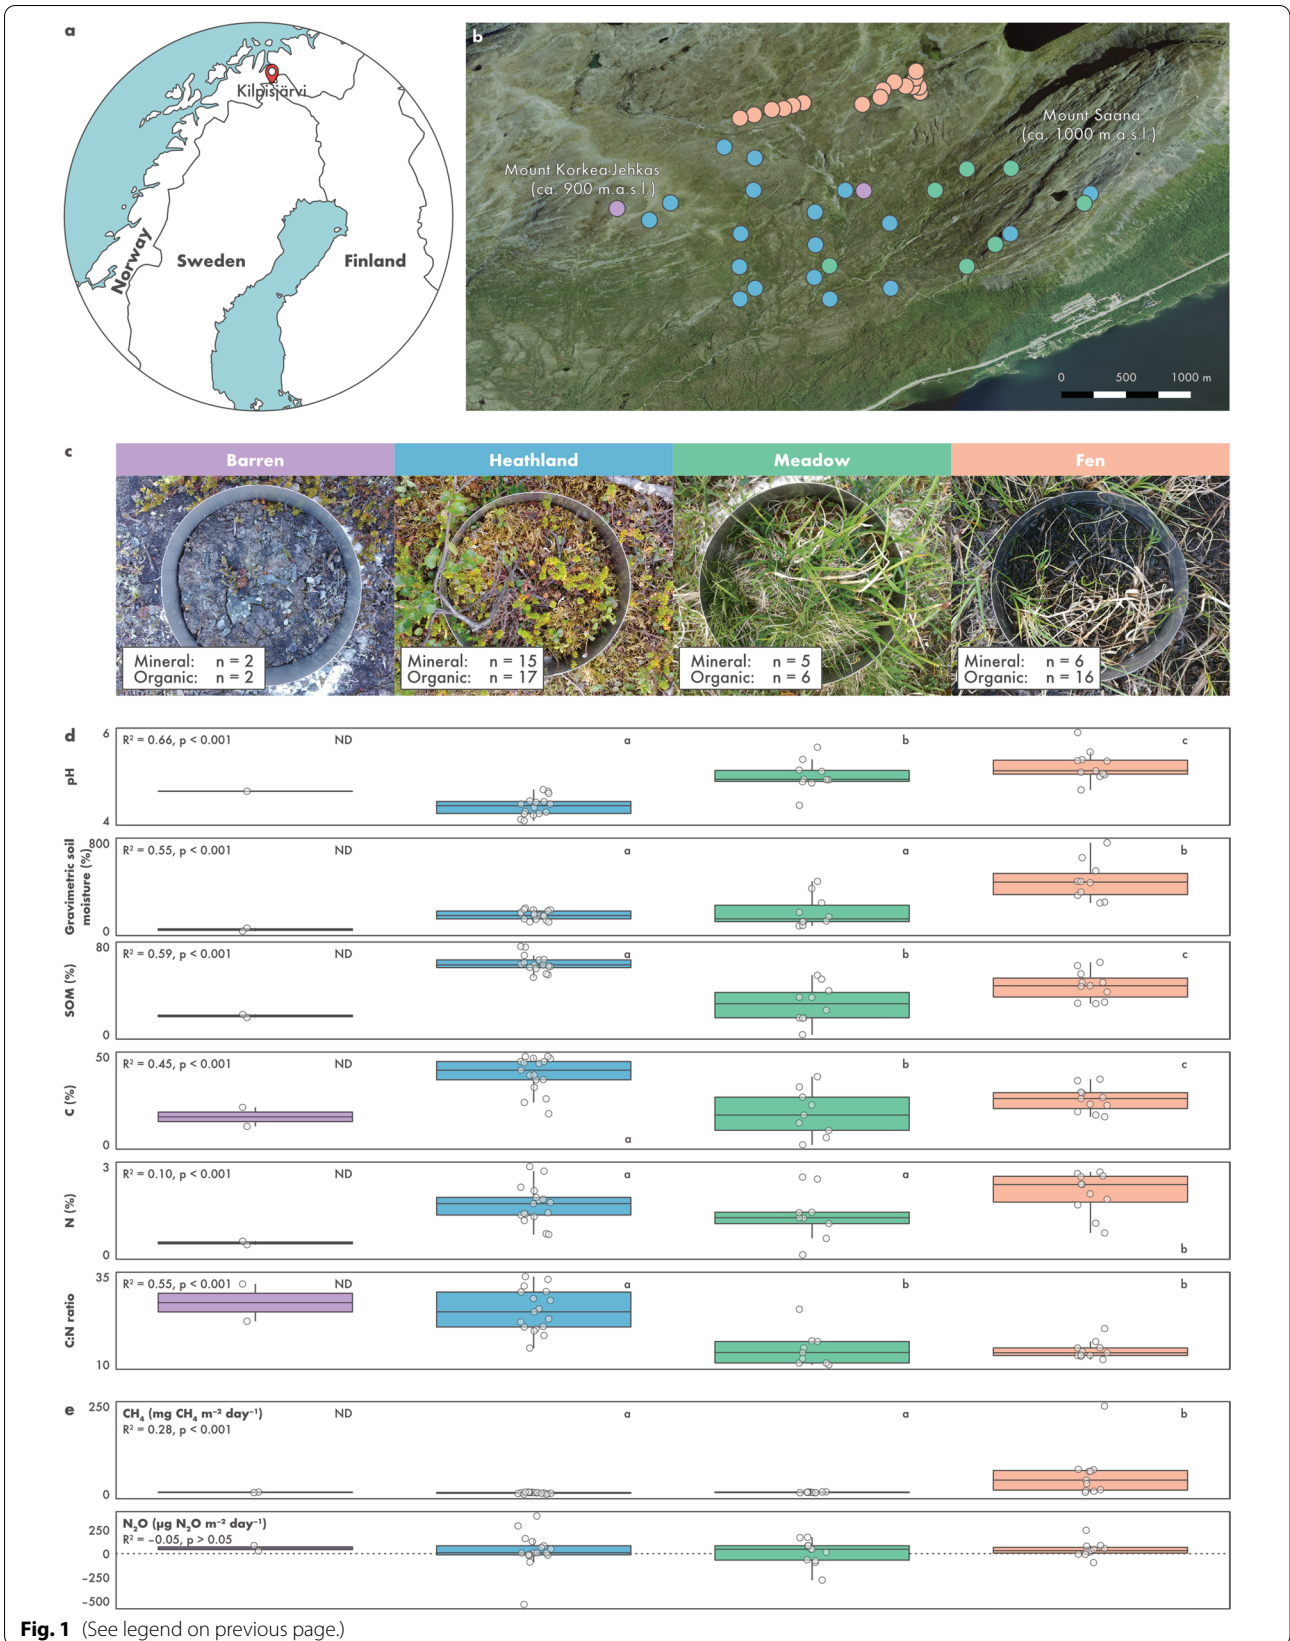 a
Kilpisjärvi
Norway
Sweden
Finland
b
Mount Saana
(ca. 1000 m.a.s.l.)
Mount Korkea-Jehkas
(ca. 900 m.a.s.l.)
0 500 1000 m
c
Barren Heathland Meadow Fen
Mineral: n = 2
Organic: n = 2
Mineral: n = 15
Organic: n = 17
Mineral: n = 5
Organic: n = 6
Mineral: n = 6
Organic: n = 16
d
pH
6
4
R² = 0.66, p < 0.001 ND a b c
Gravimetric soil
moisture (%)
800
0
R² = 0.55, p < 0.001 ND a a b
SOM (%)
80
0
R² = 0.59, p < 0.001 ND a b c
C (%)
50
0
R² = 0.45, p < 0.001 ND b c
a
N (%)
3
0
R² = 0.10, p < 0.001 ND a a
b
C:N ratio
35
10
R² = 0.55, p < 0.001 ND a b b
e
250
0
CH₄ (mg CH₄ m⁻² day⁻¹) ND a a b
R² = 0.28, p < 0.001
N₂O (µg N₂O m⁻² day⁻¹)
R² = −0.05, p > 0.05
250
0
−250
−500
Fig. 1 (See legend on previous page.)